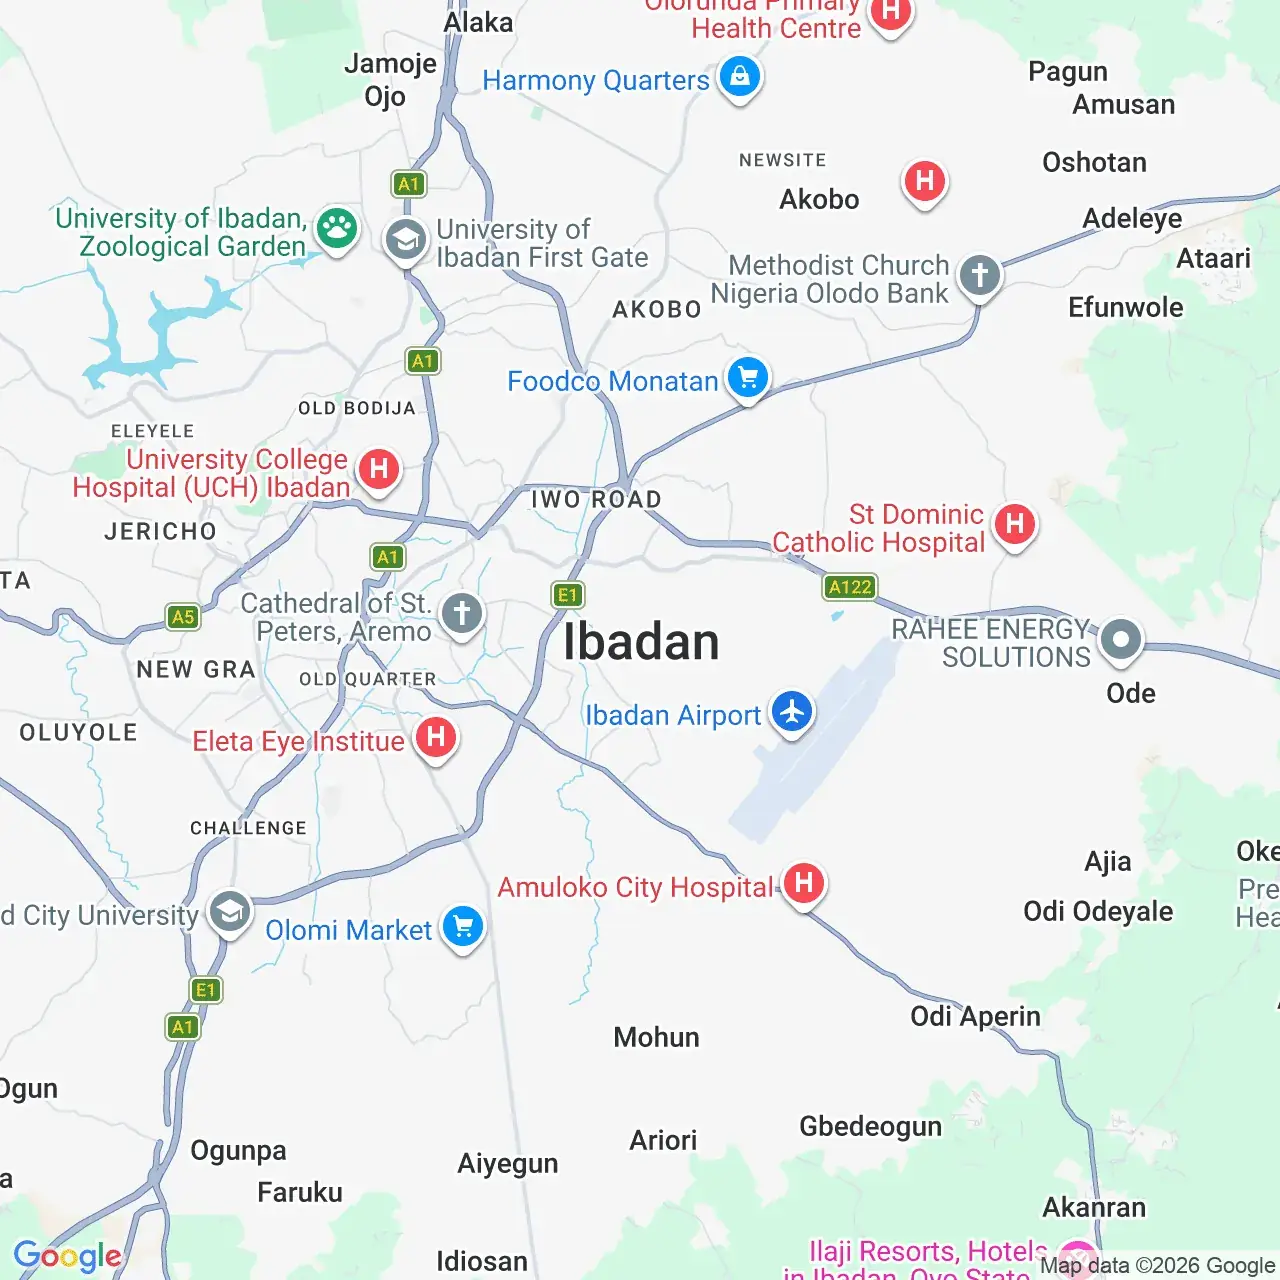 Alaka
Olorunda Primary
Health Centre
Jamoje
Ojo
Harmony Quarters
Pagun
Amusan
NEWSITE
Oshotan
A1
Akobo
University of Ibadan,
Zoological Garden
University of
Ibadan First Gate
Adeleye
Ataari
Methodist Church
Nigeria Olodo Bank
AKOBO
Efunwole
A1
Foodco Monatan
OLD BODIJA
ELEYELE
University College
Hospital (UCH) Ibadan
IWO ROAD
JERICHO
St Dominic
Catholic Hospital
A1
TA
A122
E1
A5
Cathedral of St.
Peters, Aremo
Ibadan
RAHEE ENERGY
SOLUTIONS
NEW GRA
OLD QUARTER
Ode
OLUYOLE
Eleta Eye Institue
Ibadan Airport
CHALLENGE
Ajia
Oke
Pre
Hea
Amuloko City Hospital
Odi Odeyale
d City University
Olomi Market
E1
A1
Odi Aperin
Mohun
Ogun
Gbedeogun
Ogunpa
Ariori
Aiyegun
a
Faruku
Akanran
Idiosan
Ilaji Resorts, Hotels
in Ibadan, Oyo State
Google
Map data ©2026 Google